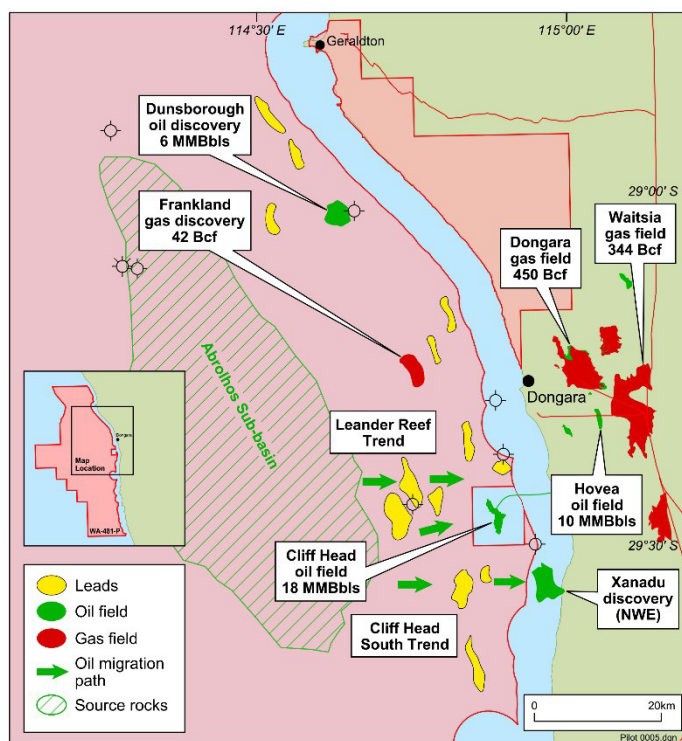 114°30' E
115°00' E
Geraldton
Dunsborough
oil discovery
6 MMBbls
Frankland
gas discovery
42 Bcf
29°00' S
Waitsia
gas field
344 Bcf
Dongara
gas field
450 Bcf
Abrolhos Sub-basin
Dongara
Leander Reef
Trend
Dongara
Map
Location
WA-481-P
Hovea
oil field
10 MMBbls
29°30' S
Cliff Head
oil field
18 MMBbls
Xanadu
discovery
(NWE)
Cliff Head
South Trend
Leads
Oil field
Gas field
Oil migration
path
Source rocks
0
20km
Pilot 0005.dgn